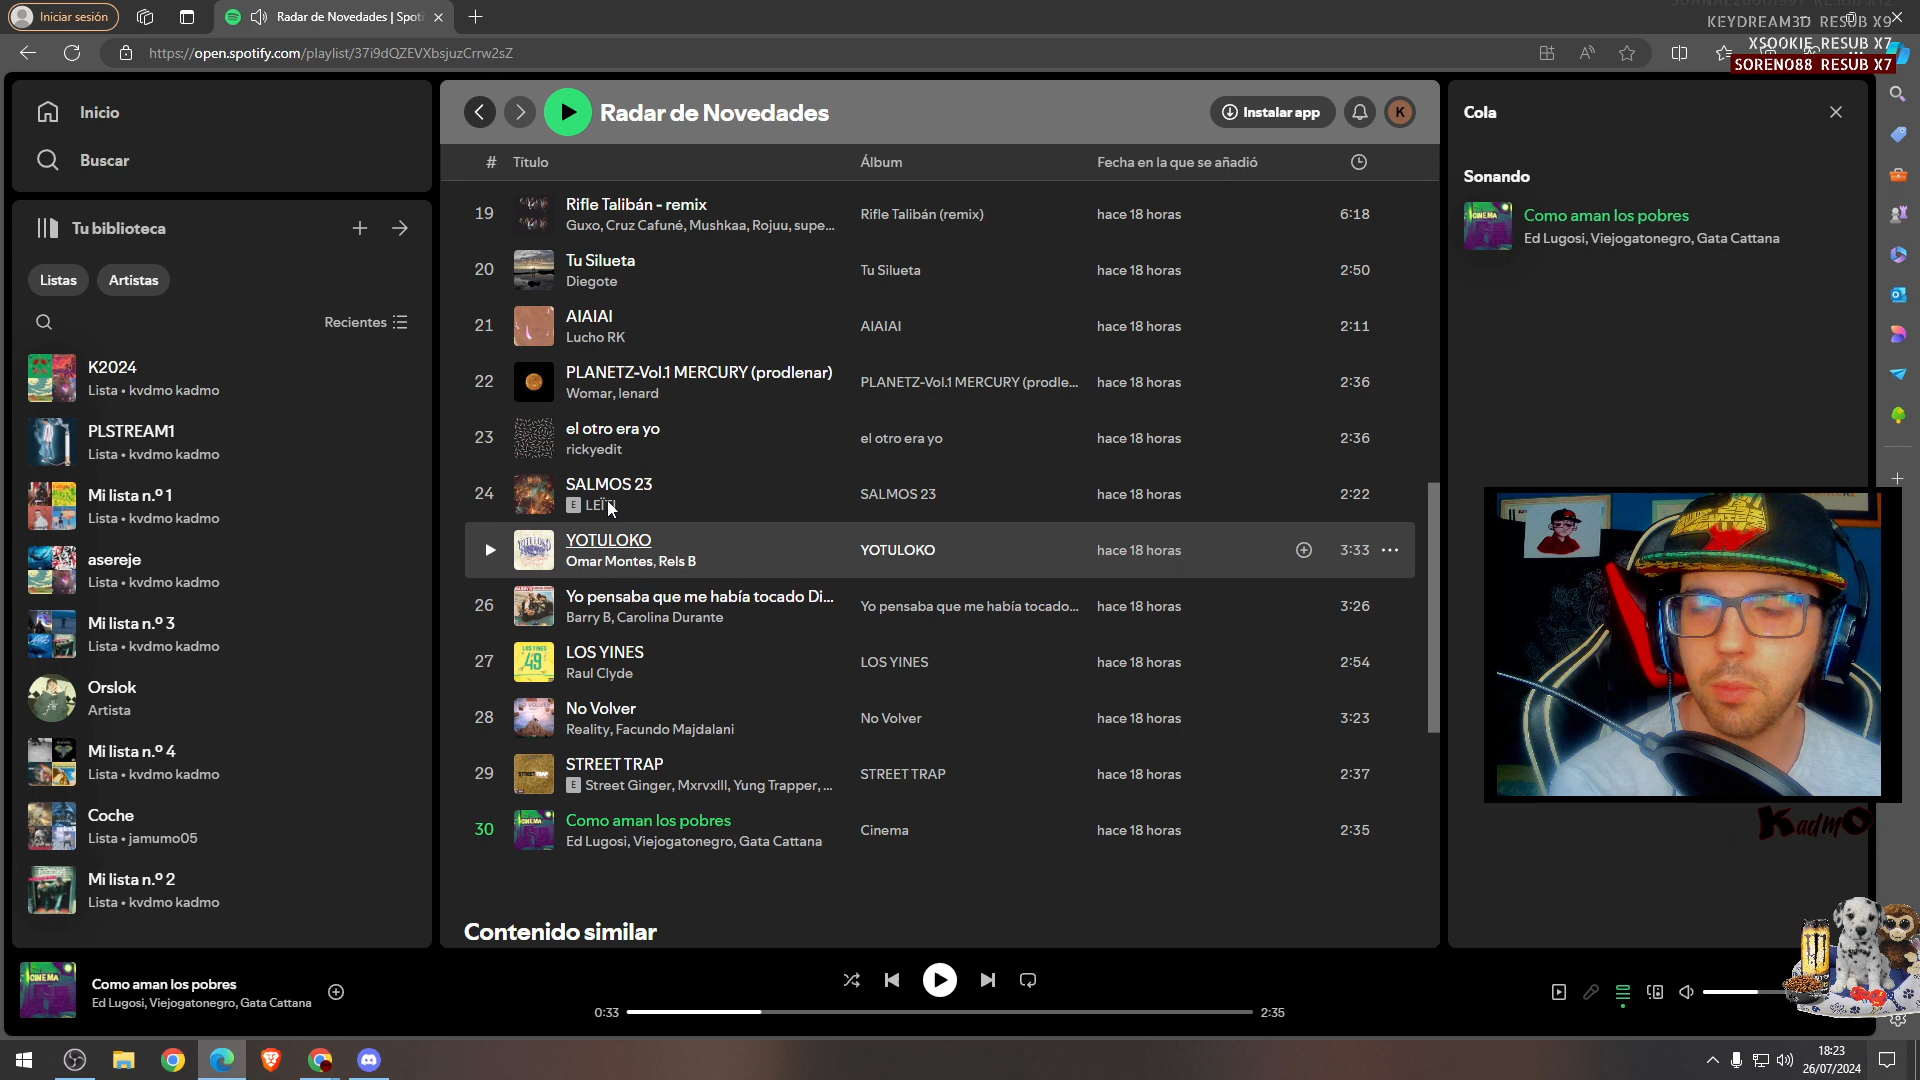 Iniciar sesión
Radar de Novedades | Spoti
KEYDREAM3D RESUB X9
https://open.spotify.com/playlist/37i9dQZEVXbsjuzCrrw2sZ
XSOOKIE RESUB X7
SORENO88 RESUB X7
Inicio
Buscar
Tu biblioteca
Listas
Artistas
Recientes
K2024
Lista • kvdmo kadmo
PLSTREAM1
Lista • kvdmo kadmo
Mi lista n.º 1
Lista • kvdmo kadmo
asereje
Lista • kvdmo kadmo
Mi lista n.º 3
Lista • kvdmo kadmo
Orslok
Artista
Mi lista n.º 4
Lista • kvdmo kadmo
Coche
Lista • jamumo05
Mi lista n.º 2
Lista • kvdmo kadmo
Radar de Novedades
Instalar app
K
# Título Álbum Fecha en la que se añadió
19 Rifle Talibán - remix Rifle Talibán (remix) hace 18 horas 6:18
Guxo, Cruz Cafuné, Mushkaa, Rojuu, supe...
20 Tu Silueta Tu Silueta hace 18 horas 2:50
Diegote
21 AIAIAI AIAIAI hace 18 horas 2:11
Lucho RK
22 PLANETZ-Vol.1 MERCURY (prodlenar) PLANETZ-Vol.1 MERCURY (prodle... hace 18 horas 2:36
Womar, lenard
23 el otro era yo el otro era yo hace 18 horas 2:36
rickyedit
24 SALMOS 23 SALMOS 23 hace 18 horas 2:22
E
YOTULOKO YOTULOKO hace 18 horas 3:33
Omar Montes, Rels B
26 Yo pensaba que me había tocado Di... Yo pensaba que me había tocado... hace 18 horas 3:26
Barry B, Carolina Durante
27 LOS YINES LOS YINES hace 18 horas 2:54
Raul Clyde
28 No Volver No Volver hace 18 horas 3:23
Reality, Facundo Majdalani
29 STREET TRAP STREET TRAP hace 18 horas 2:37
E Street Ginger, Mxrvxlll, Yung Trapper, ...
30 Como aman los pobres Cinema hace 18 horas 2:35
Ed Lugosi, Viejogatonegro, Gata Cattana
Contenido similar
Cola
Sonando
CINEMA
Como aman los pobres
Ed Lugosi, Viejogatonegro, Gata Cattana
KadmO
CINEMA
Como aman los pobres
Ed Lugosi, Viejogatonegro, Gata Cattana
0:33
2:35
18:23
26/07/2024